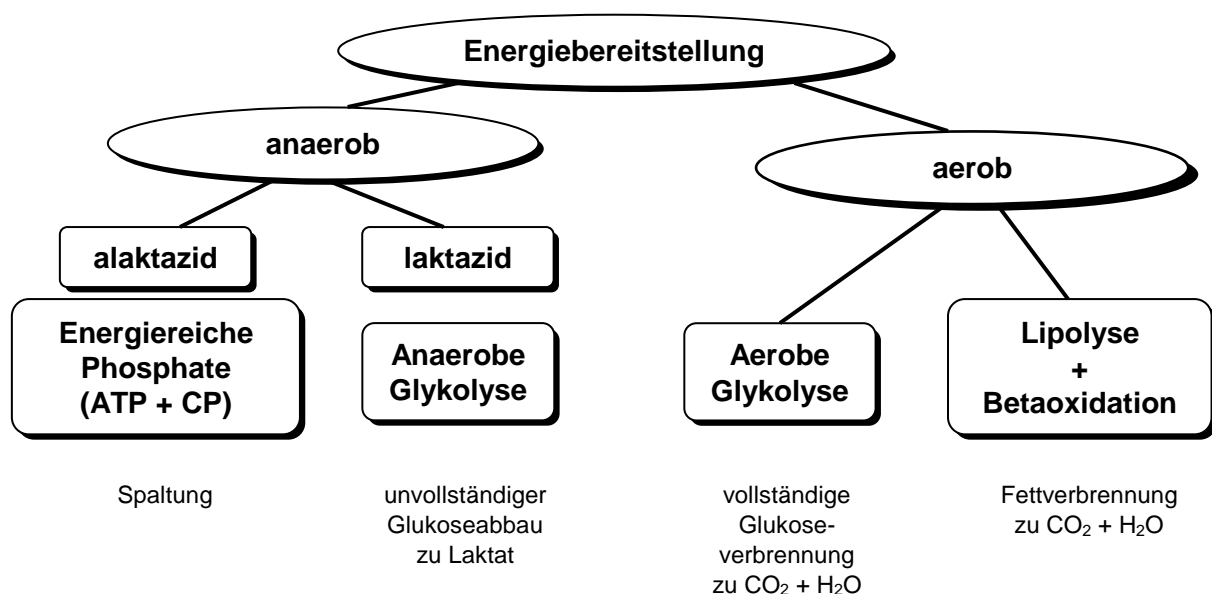 Energiebereitstellung
anaerob
aerob
alaktazid
laktazid
Energiereiche
Phosphate
(ATP + CP)
Anaerobe
Glykolyse
Aerobe
Glykolyse
Lipolyse
+
Betaoxidation
Spaltung
unvollständiger
Glukoseabbau
zu Laktat
vollständige
Glukose-
verbrennung
zu CO₂ + H₂O
Fettverbrennung
zu CO₂ + H₂O